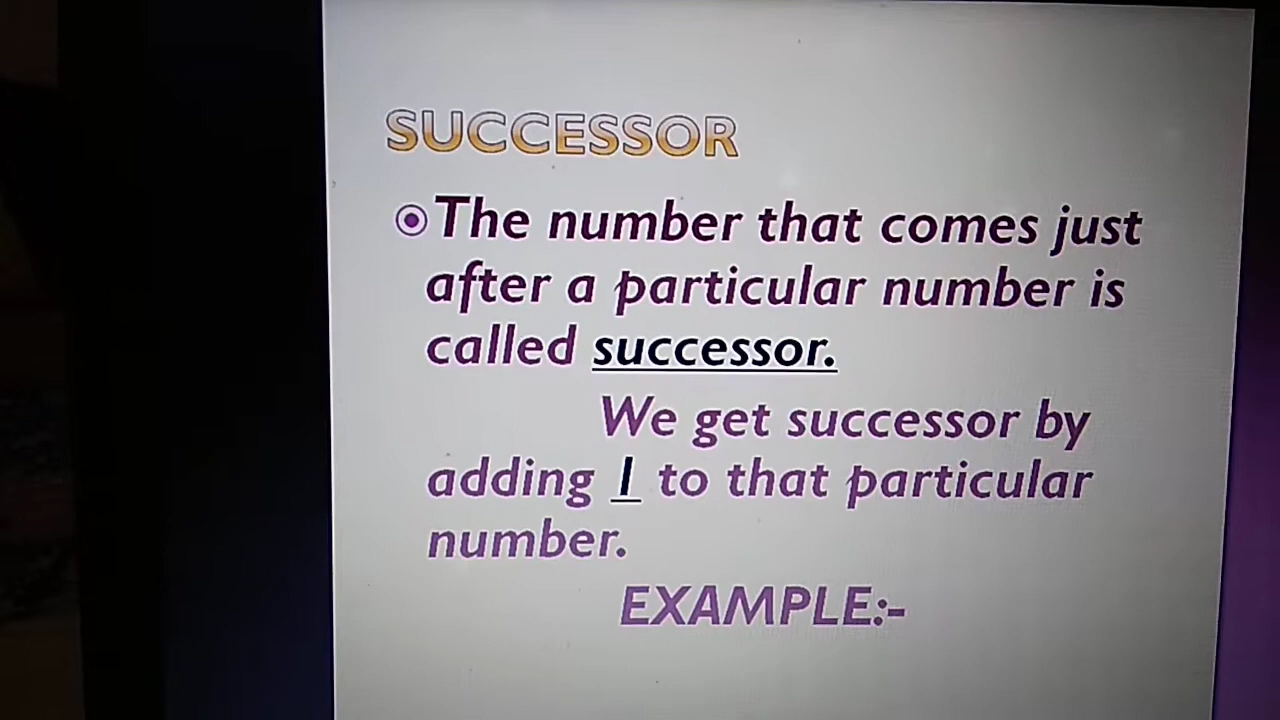 SUCCESSOR
The number that comes just
after a particular number is
called successor.
We get successor by
adding 1 to that particular
number.
EXAMPLE:-